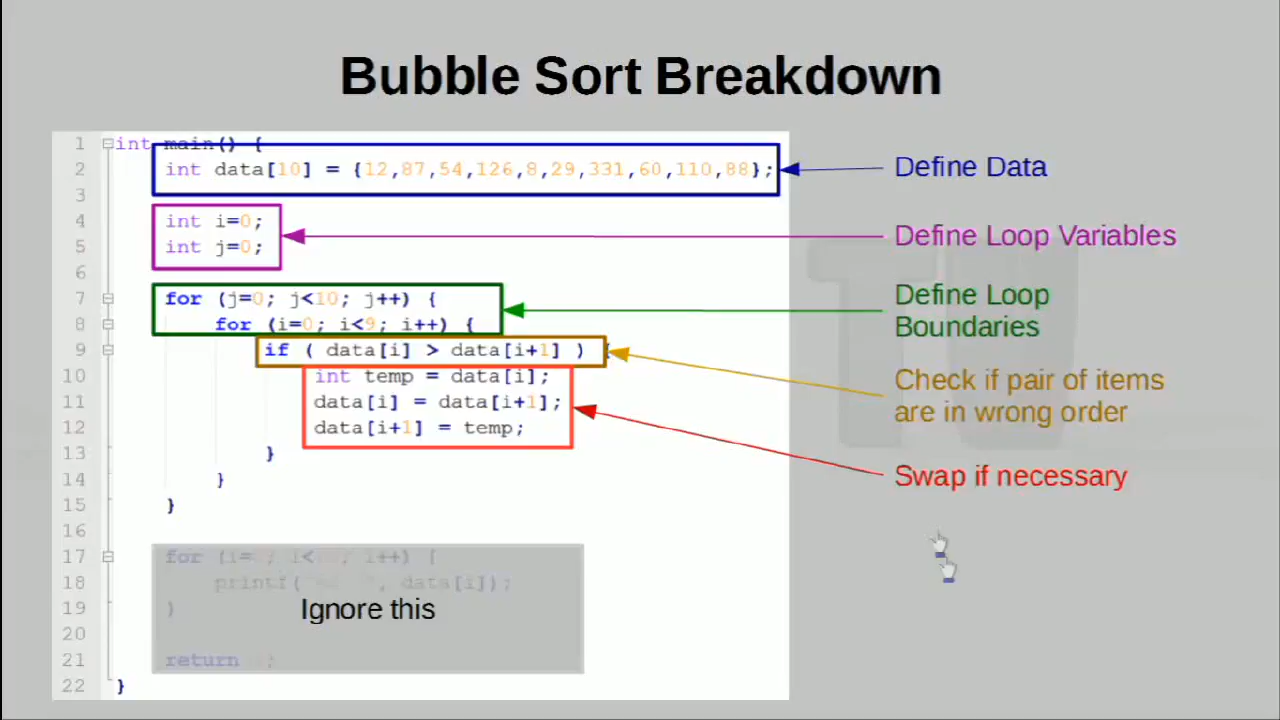 Bubble Sort Breakdown
1 int main() {
2 int data[10] = {12,87,54,126,8,29,331,60,110,88};
3
4 int i=0;
5 int j=0;
6
7 for (j=0; j<10; j++) {
8 for (i=0; i<9; i++) {
9 if ( data[i] > data[i+1] ) {
10 int temp = data[i];
11 data[i] = data[i+1];
12 data[i+1] = temp;
13 }
14 }
15 }
16
17 for (i= ; i< ; i++) {
18 printf( , data[i]);
19 }
20
21 return ;
22 }
Ignore this
Define Data
Define Loop Variables
Define Loop
Boundaries
Check if pair of items
are in wrong order
Swap if necessary